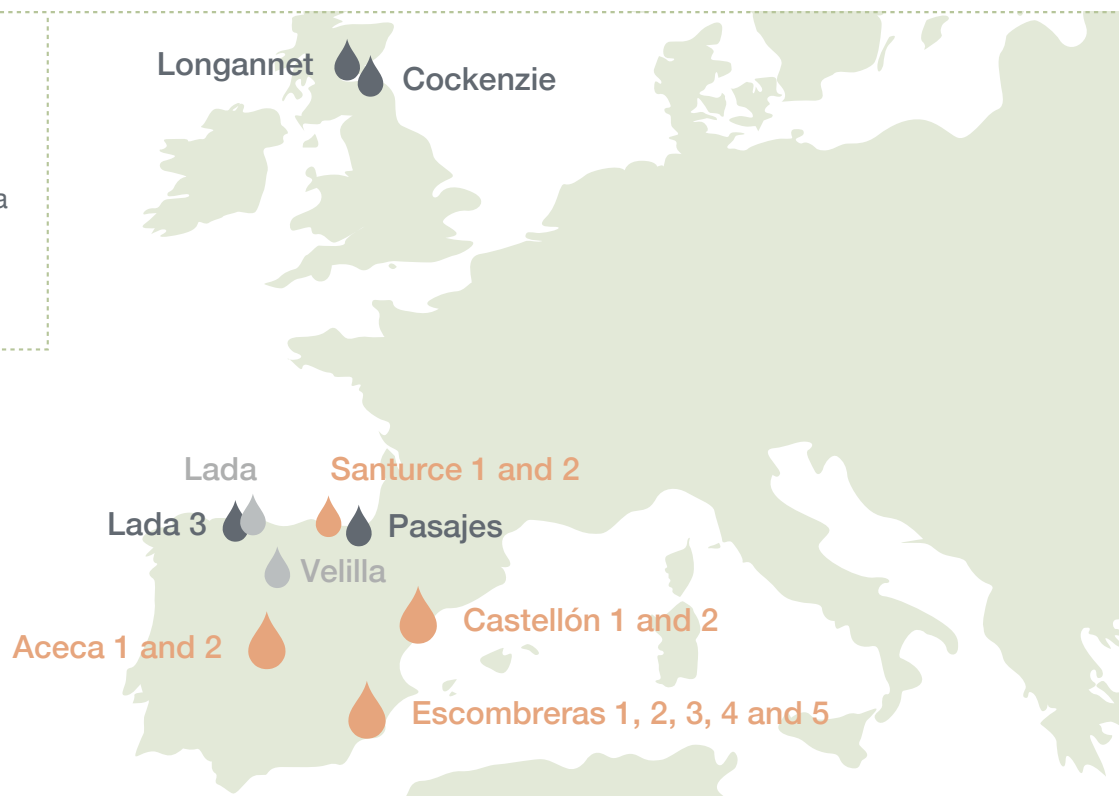 Longannet
Cockenzie
a
Lada
Santurce 1 and 2
Lada 3
Pasajes
Velilla
Castellón 1 and 2
Aceca 1 and 2
Escombreras 1, 2, 3, 4 and 5